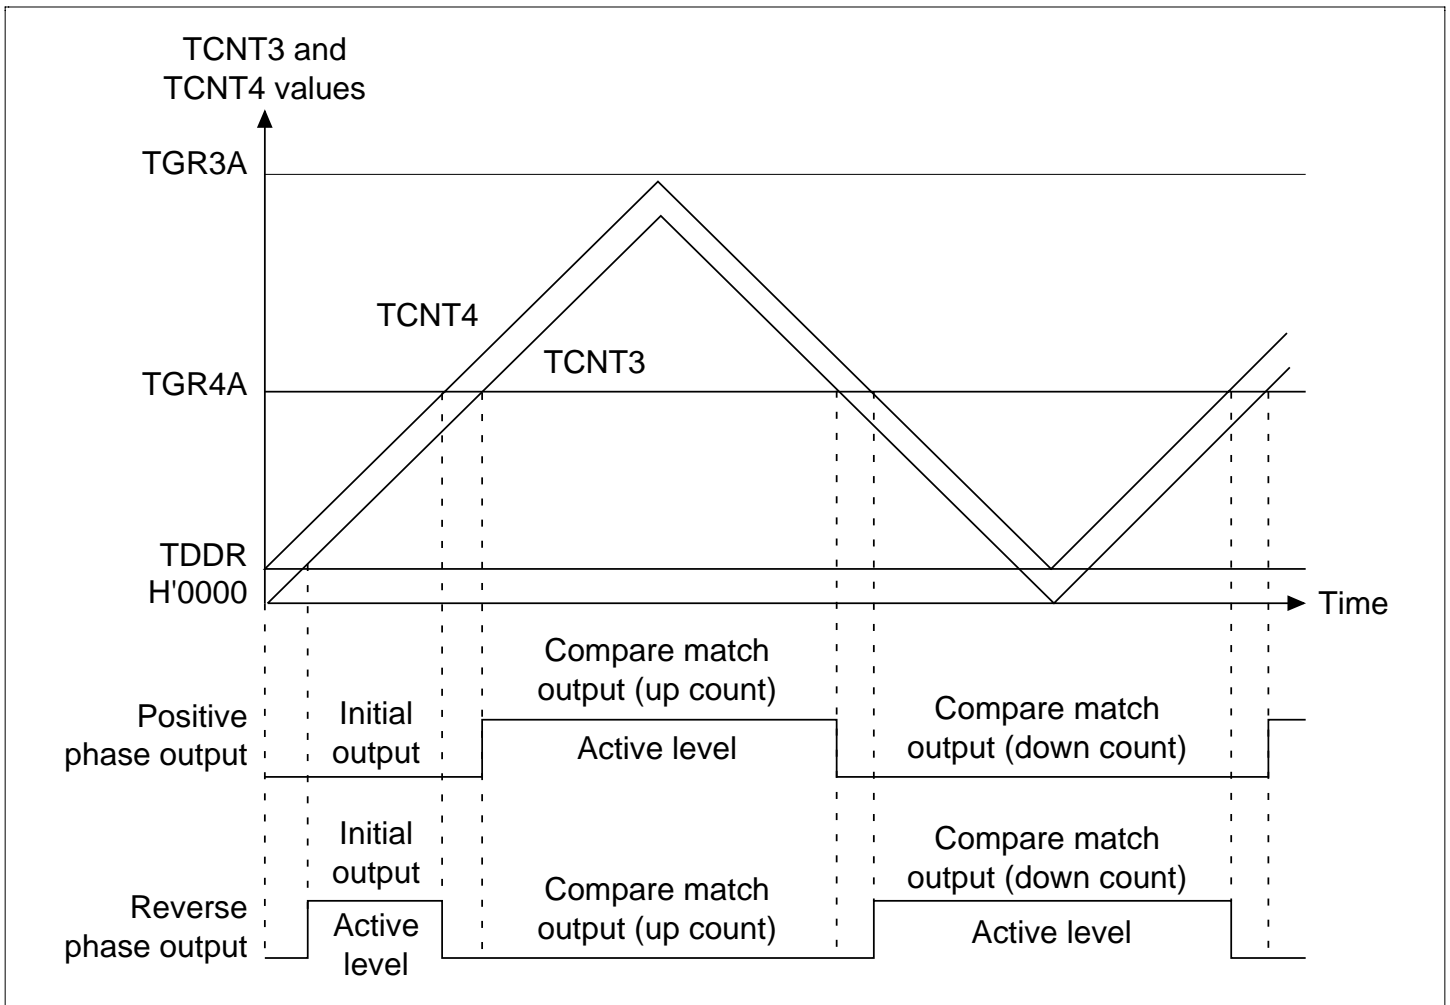 TCNT3 and
TCNT4 values
TGR3A
TCNT4
TCNT3
TGR4A
TDDR
H'0000
Time
Compare match
output (up count)
Positive
phase output
Initial
output
Active level
Compare match
output (down count)
Initial
output
Compare match
output (down count)
Reverse
phase output
Active
level
Compare match
output (up count)
Active level